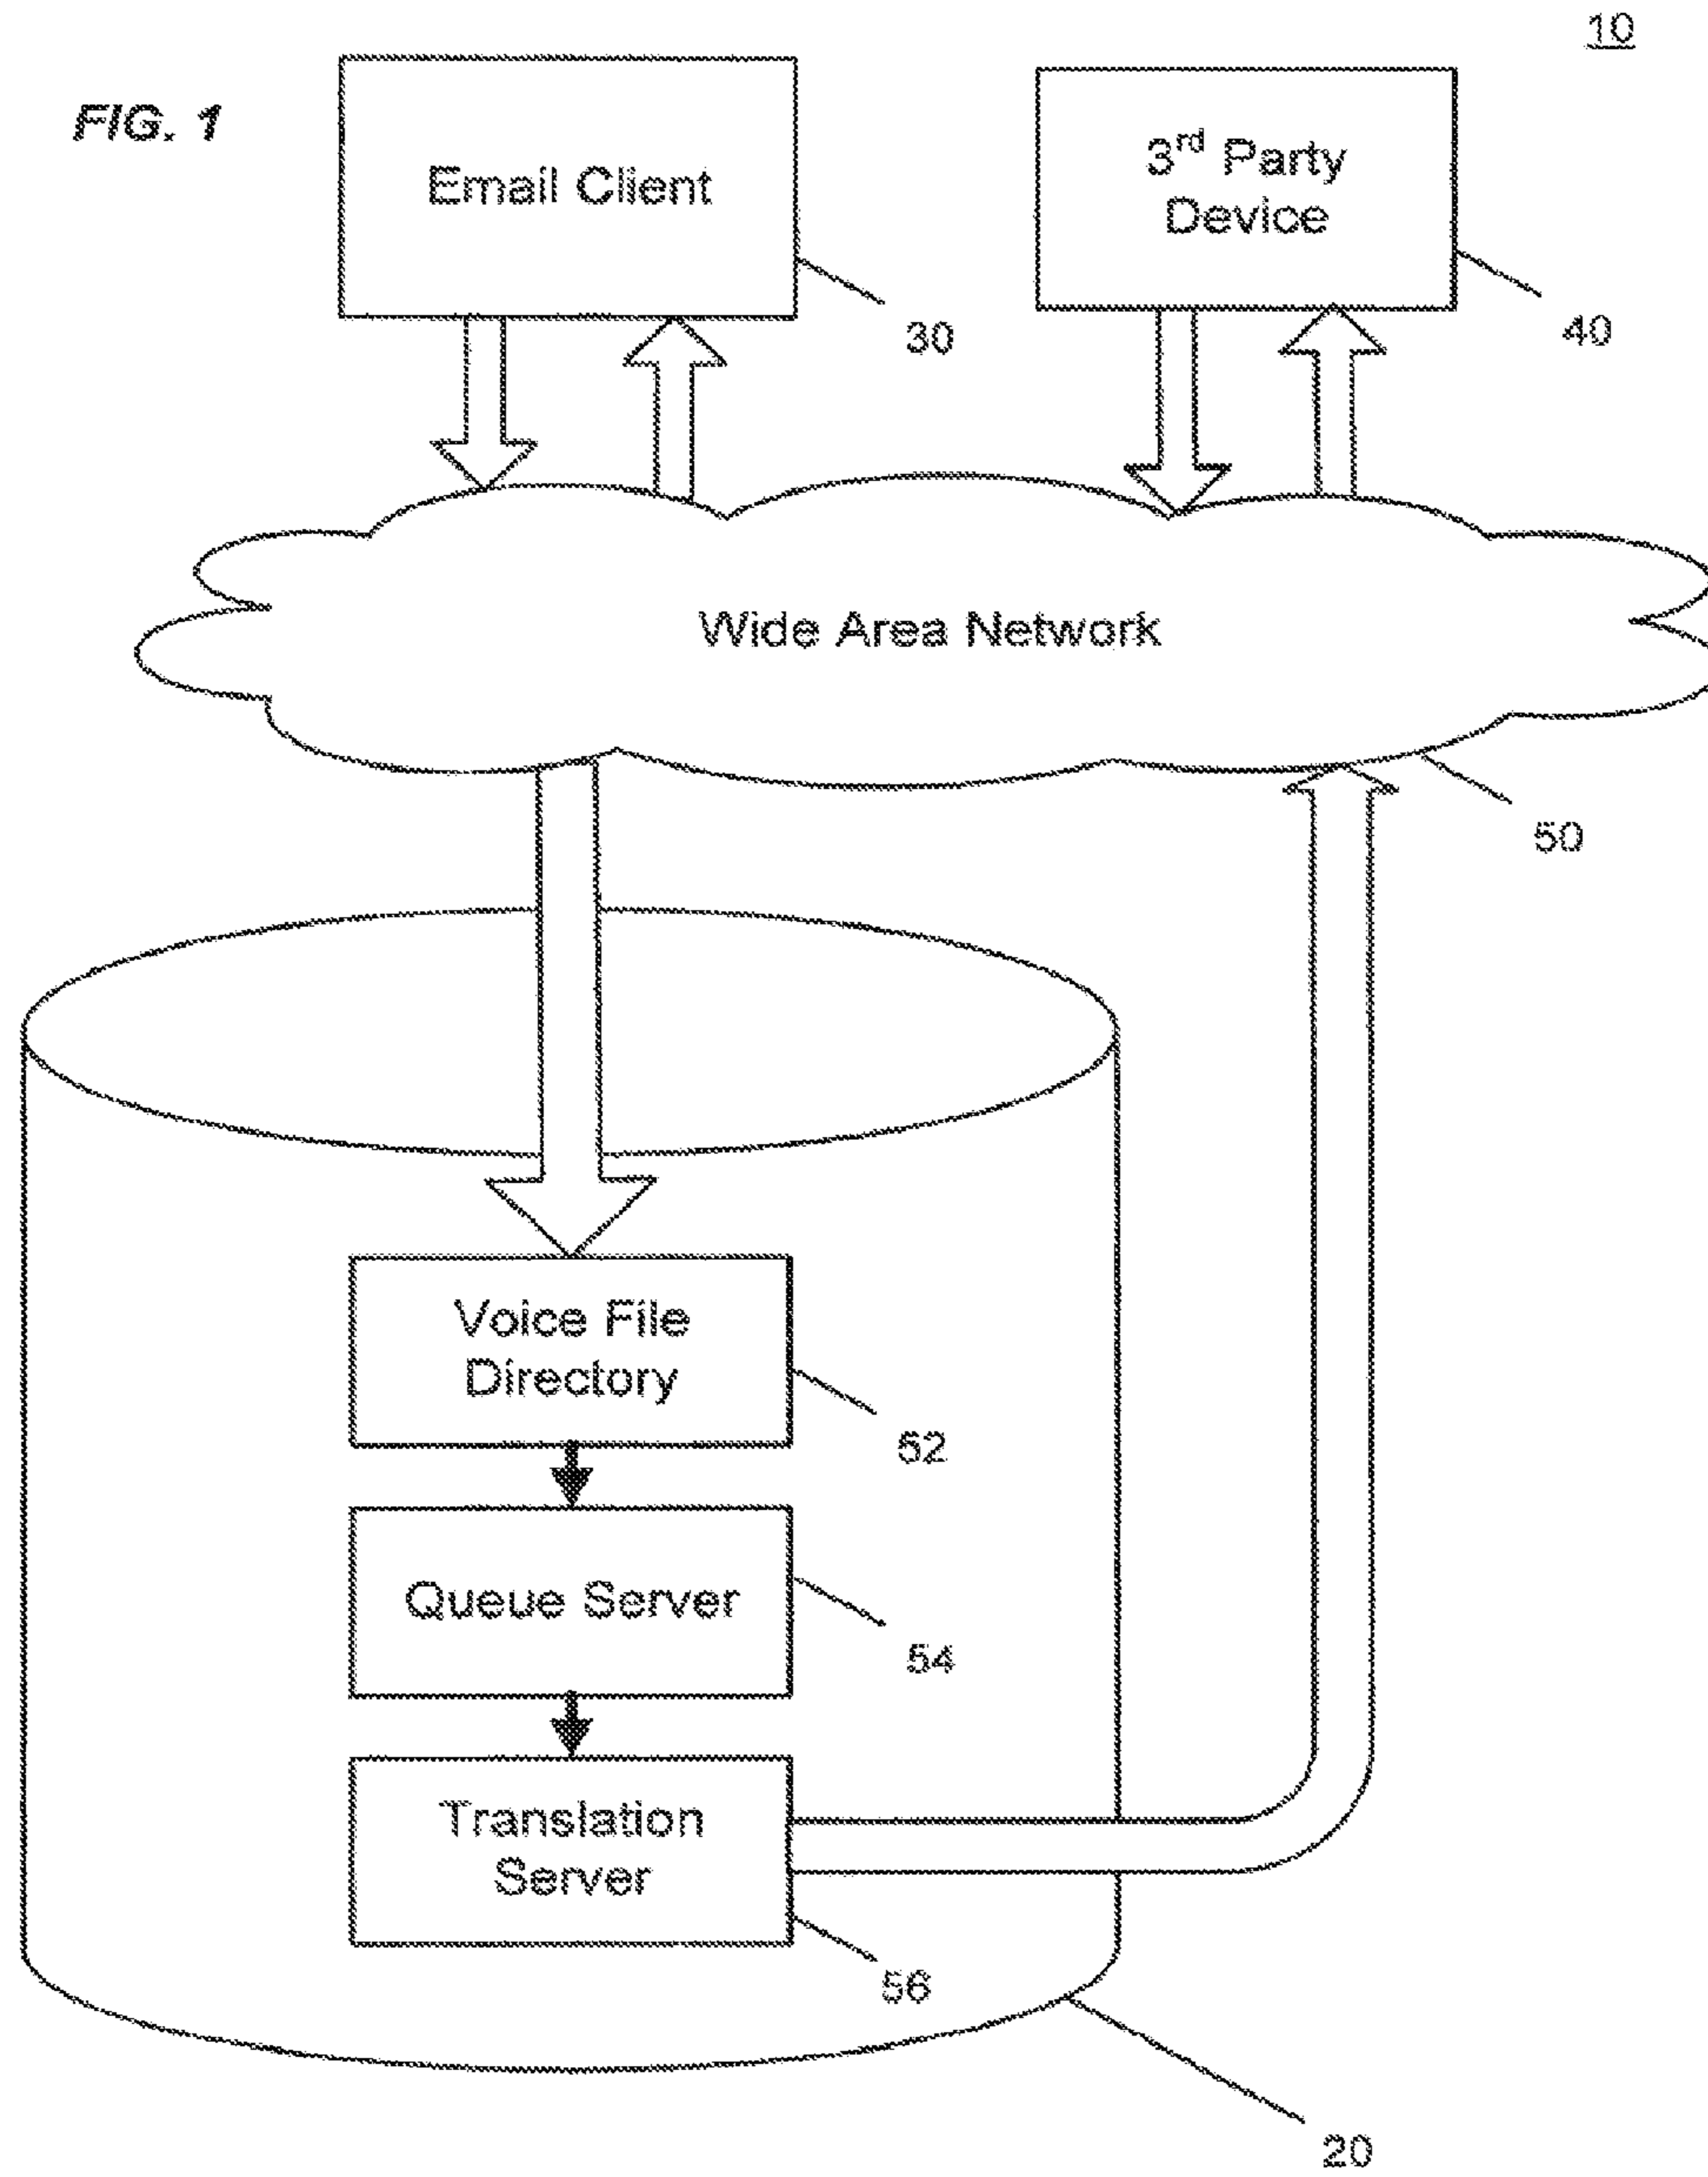 10
FIG. 1
Email Client
3rd Party
Device
30
40
Wide Area Network
50
Voice File
Directory
52
Queue Server
54
Translation
Server
56
20